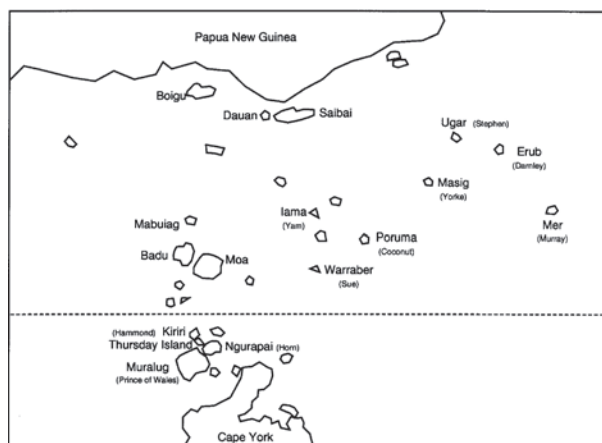 Papua New Guinea
Boigu
Dauan
Saibai
Ugar (Stephen)
Erub
(Darnley)
Masig
(Yorke)
Mabuiag
Iama
(Yam)
Mer
(Murray)
Poruma
(Coconut)
Badu
Moa
Warraber
(Sue)
(Hammond) Kiriri
Thursday Island
Ngurapai (Horn)
Muralug
(Prince of Wales)
Cape York